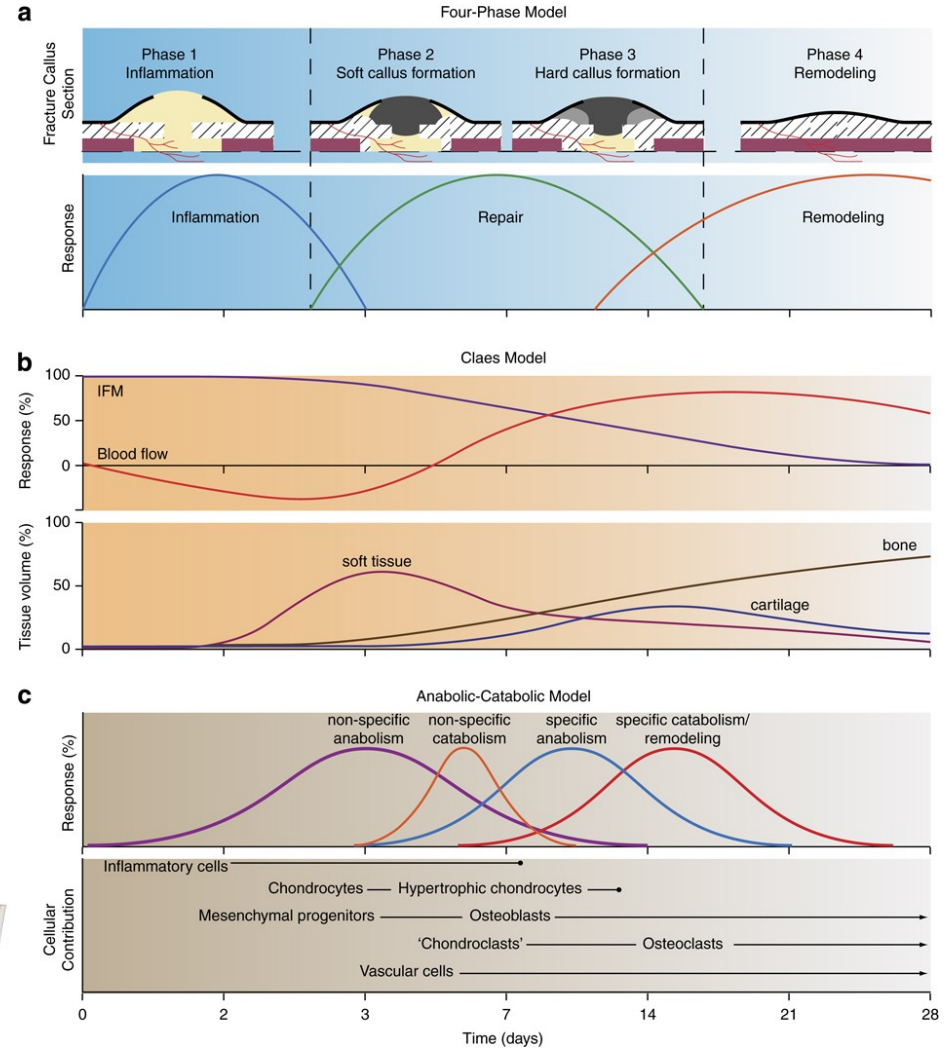 a
Four-Phase Model
Fracture Callus
Section
Phase 1
Inflammation
Phase 2
Soft callus formation
Phase 3
Hard callus formation
Phase 4
Remodeling
Response
Inflammation
Repair
Remodeling
b
Claes Model
Response (%)
100
50
0
IFM
Blood flow
Tissue volume (%)
100
50
0
soft tissue
bone
cartilage
c
Anabolic-Catabolic Model
Response (%)
non-specific
anabolism
non-specific
catabolism
specific
anabolism
specific catabolism/
remodeling
Cellular
Contribution
Inflammatory cells
Chondrocytes
Hypertrophic chondrocytes
Mesenchymal progenitors
Osteoblasts
‘Chondroclasts’
Osteoclasts
Vascular cells
0 2 3 7 14 21 28
Time (days)